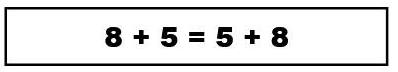 8 + 5 = 5 + 8